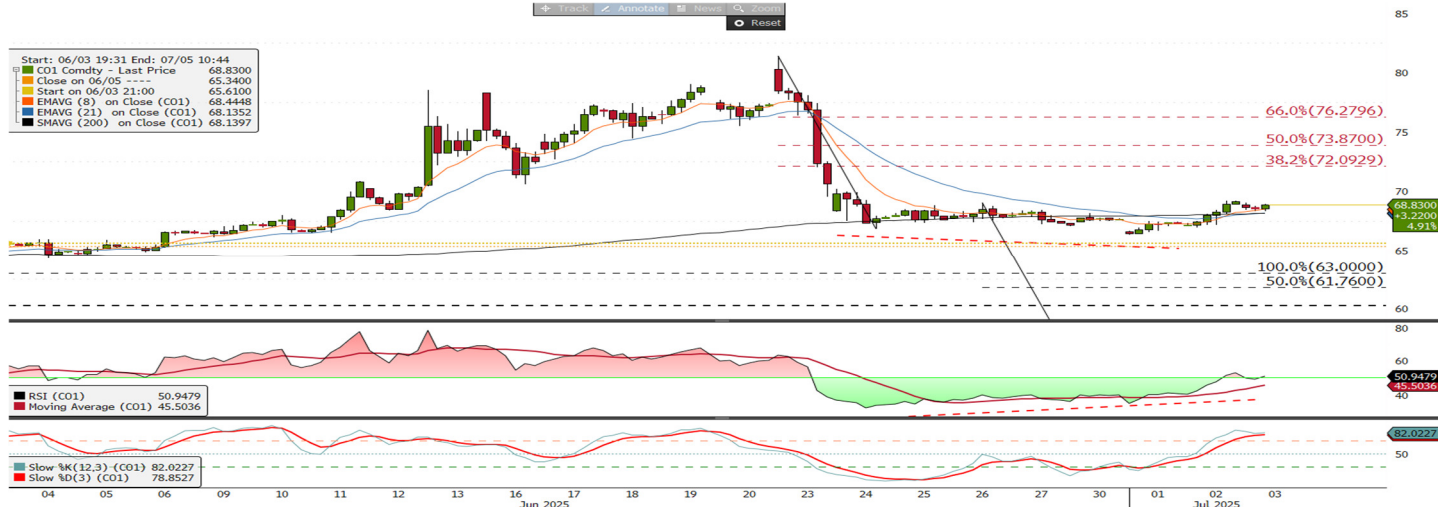 Track Annotate News Zoom
Reset
Start: 06/03 19:31 End: 07/05 10:44
CO1 Comdty - Last Price 68.8300
Close on 06/05 ---- 65.3400
Start on 06/03 21:00 65.6100
EMAVG (8) on Close (CO1) 68.4448
EMAVG (21) on Close (CO1) 68.1352
SMAVG (200) on Close (CO1) 68.1397
85
80
75
70
65
60
66.0%(76.2796)
50.0%(73.8700)
38.2%(72.0929)
68.8300
+3.2200
4.91%
100.0%(63.0000)
50.0%(61.7600)
80
60
40
50.9479
45.5036
RSI (CO1) 50.9479
Moving Average (CO1) 45.5036
82.0227
50
Slow %K(12,3) (CO1) 82.0227
Slow %D(3) (CO1) 78.8527
04 05 06 09 10 11 12 13 16 17 18 19 20 23 24 25 26 27 30 01 02 03
Jun 2025 Jul 2025